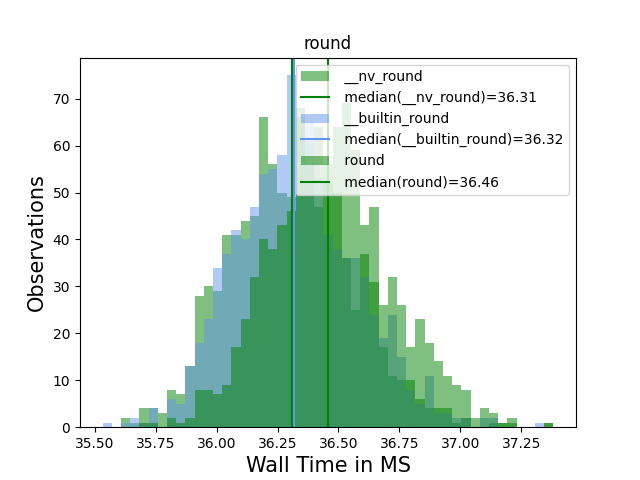 round
__nv_round
median(__nv_round)=36.31
__builtin_round
median(__builtin_round)=36.32
round
median(round)=36.46
Observations
70
60
50
40
30
20
10
0
35.50 35.75 36.00 36.25 36.50 36.75 37.00 37.25
Wall Time in MS